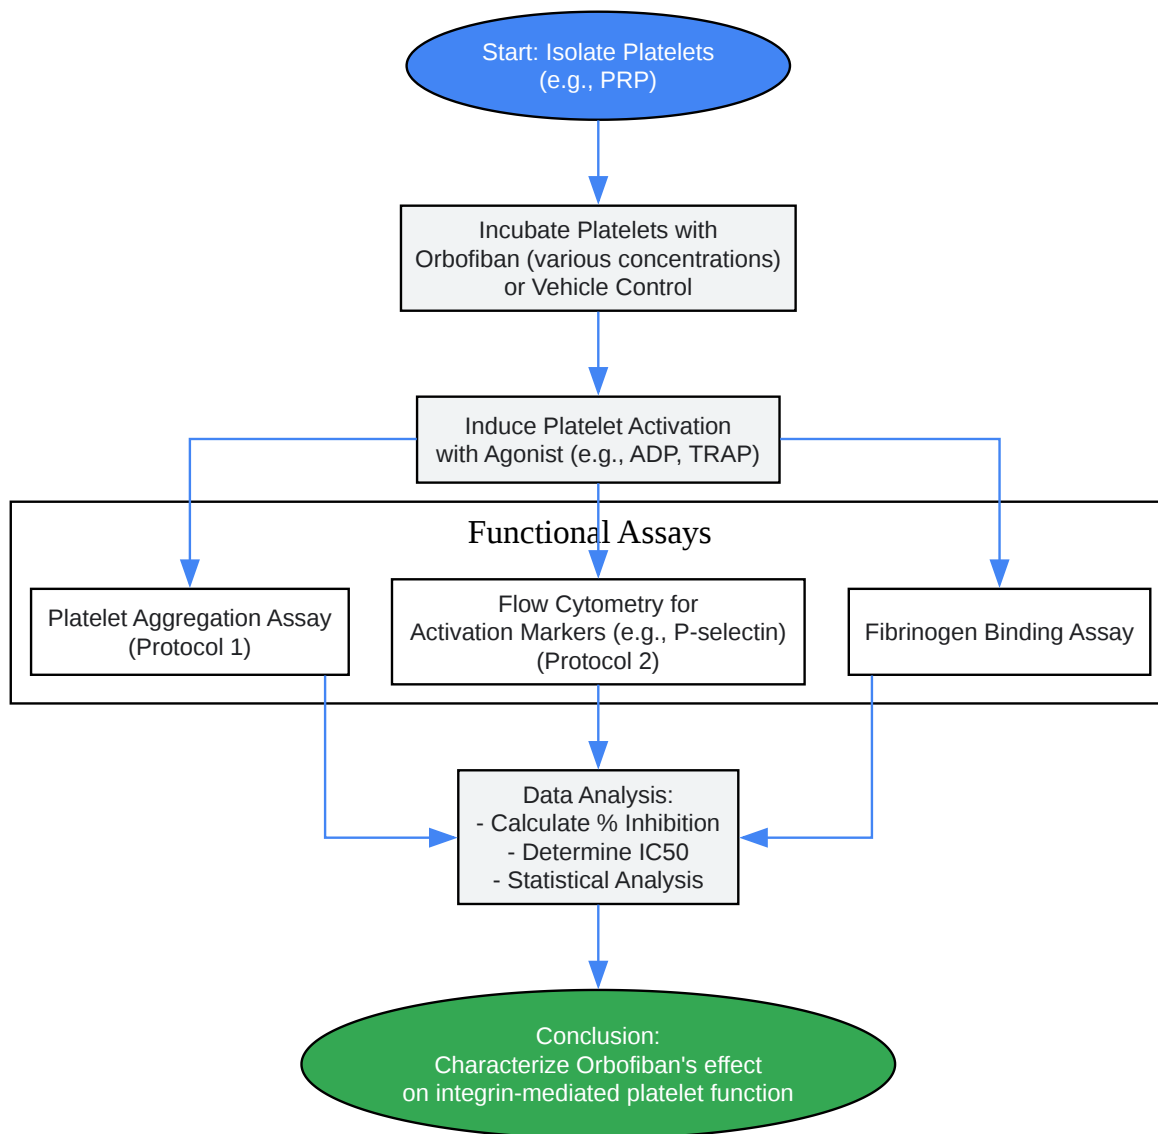 Start: Isolate Platelets
(e.g., PRP)
Incubate Platelets with
Orbofiban (various concentrations)
or Vehicle Control
Induce Platelet Activation
with Agonist (e.g., ADP, TRAP)
Functional Assays
Platelet Aggregation Assay
(Protocol 1)
Flow Cytometry for
Activation Markers (e.g., P-selectin)
(Protocol 2)
Fibrinogen Binding Assay
Data Analysis:
- Calculate % Inhibition
- Determine IC50
- Statistical Analysis
Conclusion:
Characterize Orbofiban's effect
on integrin-mediated platelet function